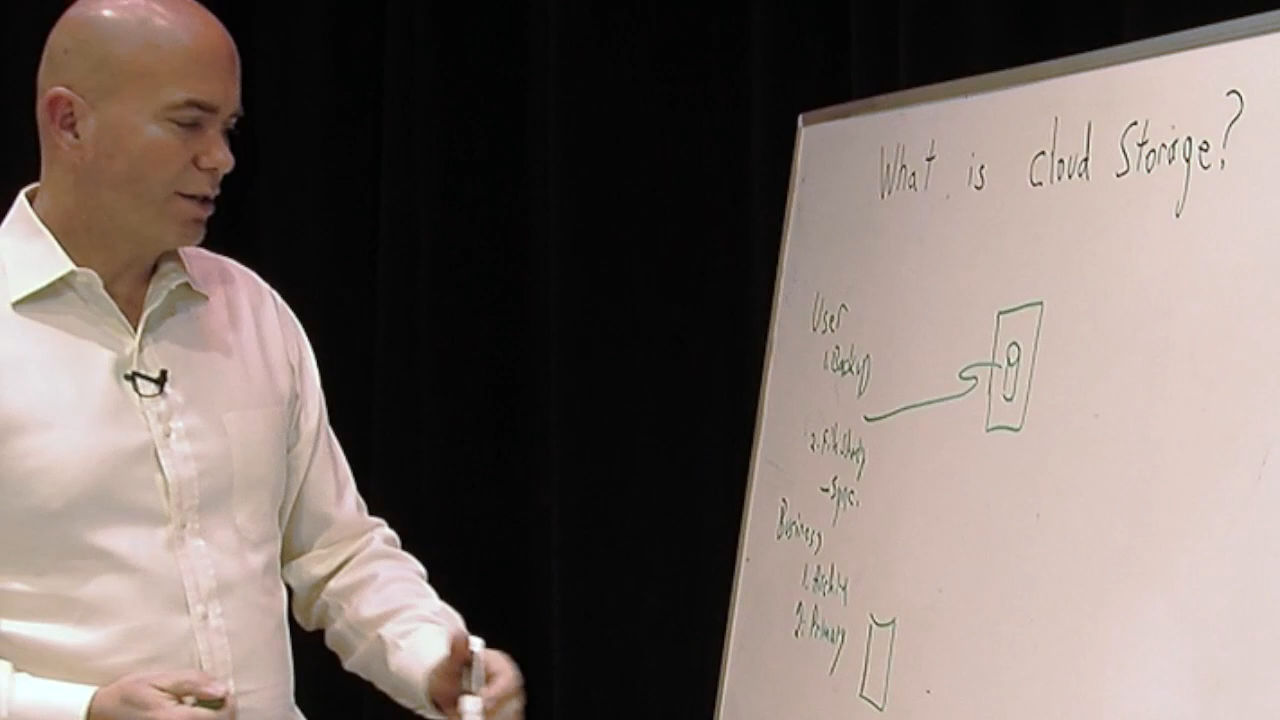 What is Cloud Storage?
User
1. Backup
2. File Sharing
- Sync.
Business
1. Archive
2. Primary